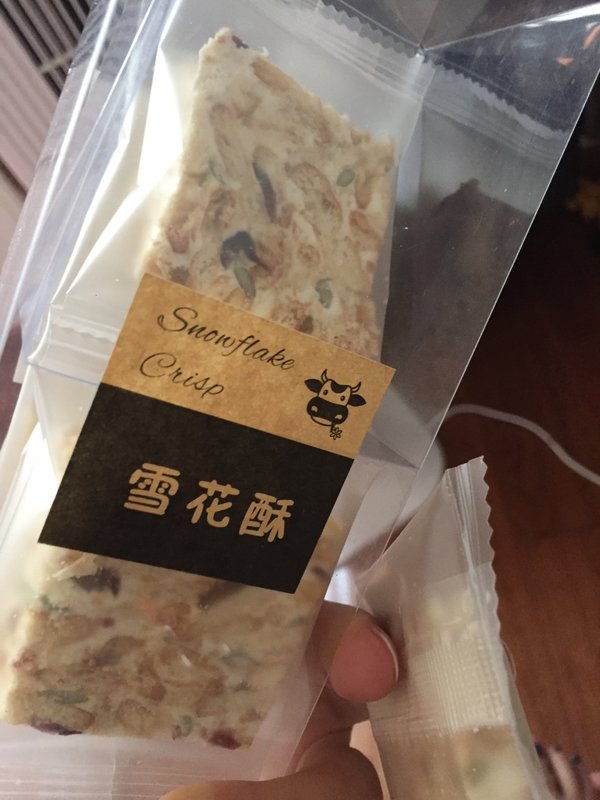 Snowflake
Crisp
雪花酥